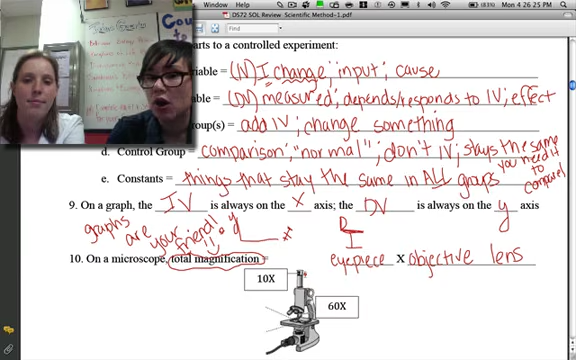 DS72 SOL Review Scientific Method-1.pdf
(98%) Mon 4:26:25 PM
Find
arts to a controlled experiment:
riable = (IV) I change; input; cause
able = (DV) measured; depends/responds to IV; effect
roup(s) = add IV; change something
d. Control Group = comparison; "normal"; don't IV; stays the same
you need it to compare!
e. Constants = things that stay the same in ALL groups
9. On a graph, the IV is always on the X axis; the DV is always on the y axis
graphs are your friend!
y
x
D
R
10. On a microscope, total magnification = eyepiece x objective lens
10X
60X